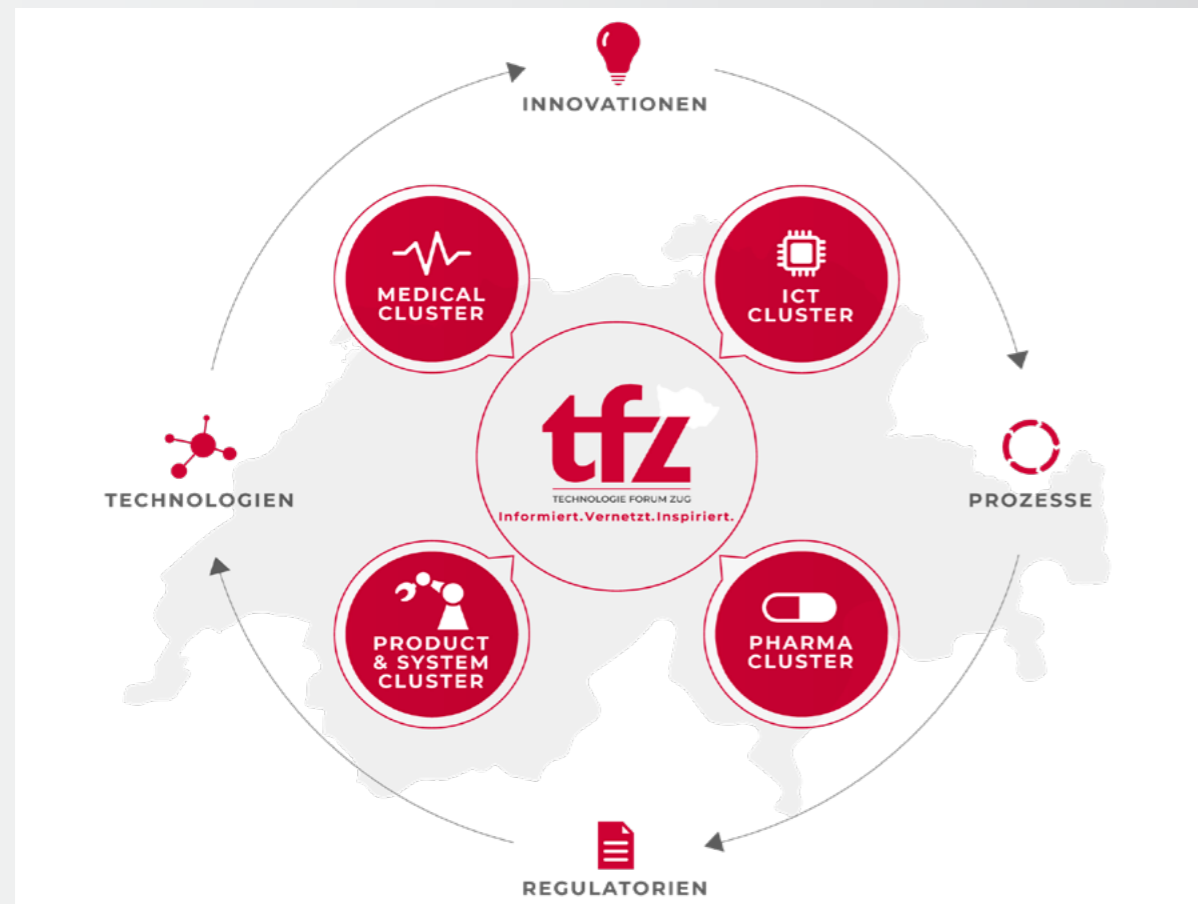 INNOVATIONEN
MEDICAL
CLUSTER
ICT
CLUSTER
tfz
TECHNOLOGIE FORUM ZUG
Informiert.Vernetzt.Inspiriert.
TECHNOLOGIEN
PROZESSE
PRODUCT
& SYSTEM
CLUSTER
PHARMA
CLUSTER
REGULATORIEN